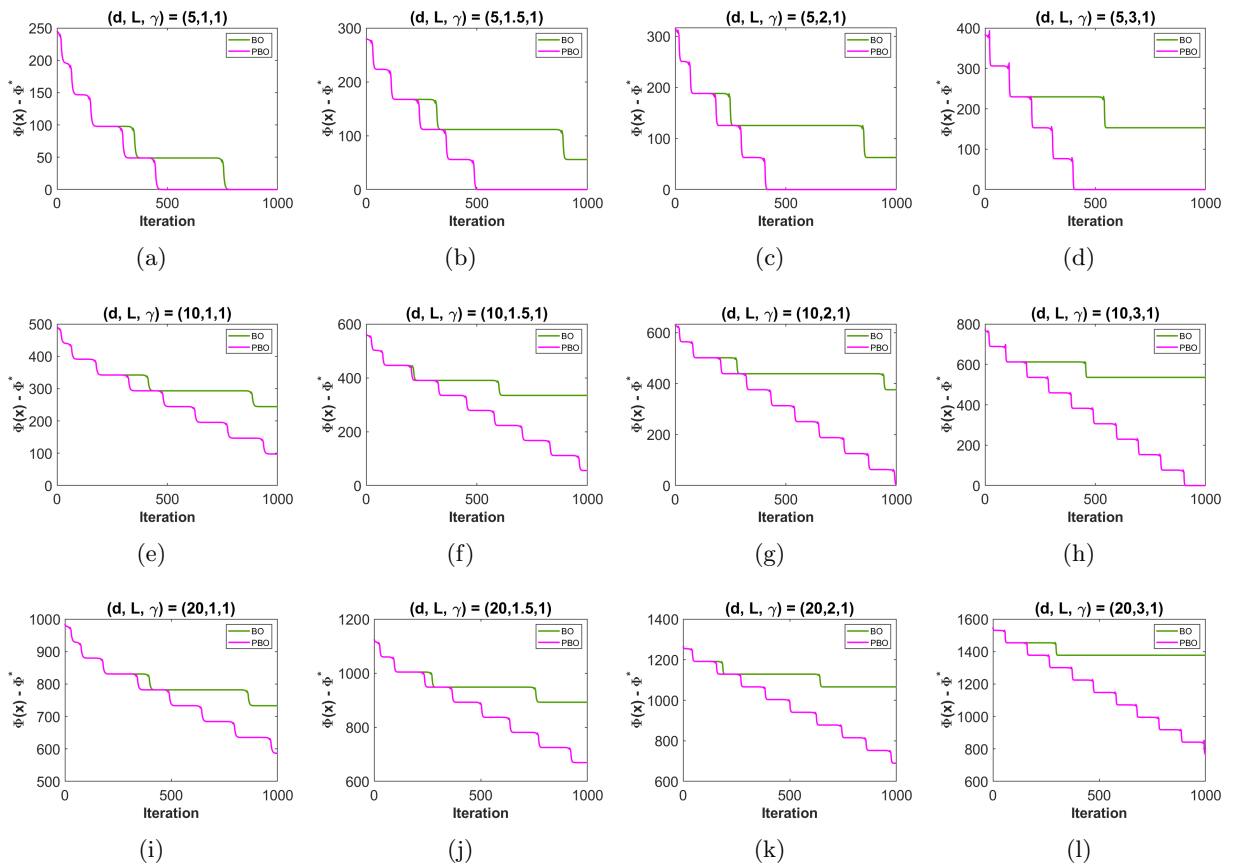 (d, L, γ) = (5,1,1)
250
200
150
100
50
0
Φ(x) - Φ*
0
500
1000
Iteration
BO
PBO
(a)
(d, L, γ) = (5,1.5,1)
300
200
100
0
Φ(x) - Φ*
0
500
1000
Iteration
BO
PBO
(b)
(d, L, γ) = (5,2,1)
300
250
200
150
100
50
0
Φ(x) - Φ*
0
500
1000
Iteration
BO
PBO
(c)
(d, L, γ) = (5,3,1)
400
300
200
100
0
Φ(x) - Φ*
0
500
1000
Iteration
BO
PBO
(d)
(d, L, γ) = (10,1,1)
500
400
300
200
100
0
Φ(x) - Φ*
0
500
1000
Iteration
BO
PBO
(e)
(d, L, γ) = (10,1.5,1)
600
400
200
0
Φ(x) - Φ*
0
500
1000
Iteration
BO
PBO
(f)
(d, L, γ) = (10,2,1)
600
400
200
0
Φ(x) - Φ*
0
500
1000
Iteration
BO
PBO
(g)
(d, L, γ) = (10,3,1)
800
600
400
200
0
Φ(x) - Φ*
0
500
1000
Iteration
BO
PBO
(h)
(d, L, γ) = (20,1,1)
1000
900
800
700
600
500
Φ(x) - Φ*
0
500
1000
Iteration
BO
PBO
(i)
(d, L, γ) = (20,1.5,1)
1200
1000
800
600
Φ(x) - Φ*
0
500
1000
Iteration
BO
PBO
(j)
(d, L, γ) = (20,2,1)
1400
1200
1000
800
600
Φ(x) - Φ*
0
500
1000
Iteration
BO
PBO
(k)
(d, L, γ) = (20,3,1)
1600
1400
1200
1000
800
600
Φ(x) - Φ*
0
500
1000
Iteration
BO
PBO
(l)